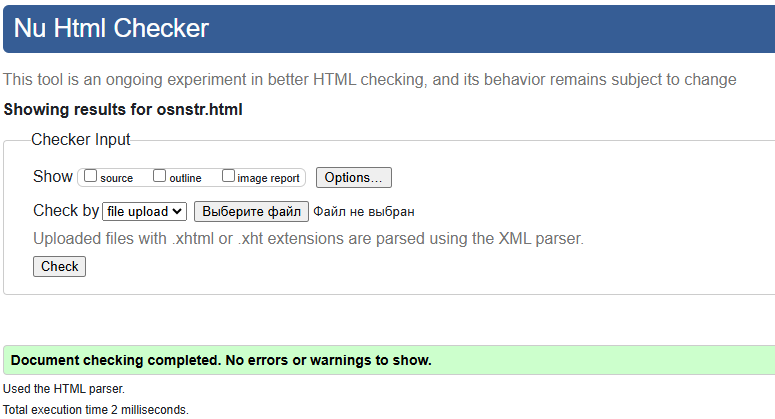 Nu Html Checker
This tool is an ongoing experiment in better HTML checking, and its behavior remains subject to change
Showing results for osnstr.html
Checker Input
Show source outline image report Options...
Check by file upload Выберите файл Файл не выбран
Uploaded files with .xhtml or .xht extensions are parsed using the XML parser.
Check
Document checking completed. No errors or warnings to show.
Used the HTML parser.
Total execution time 2 milliseconds.